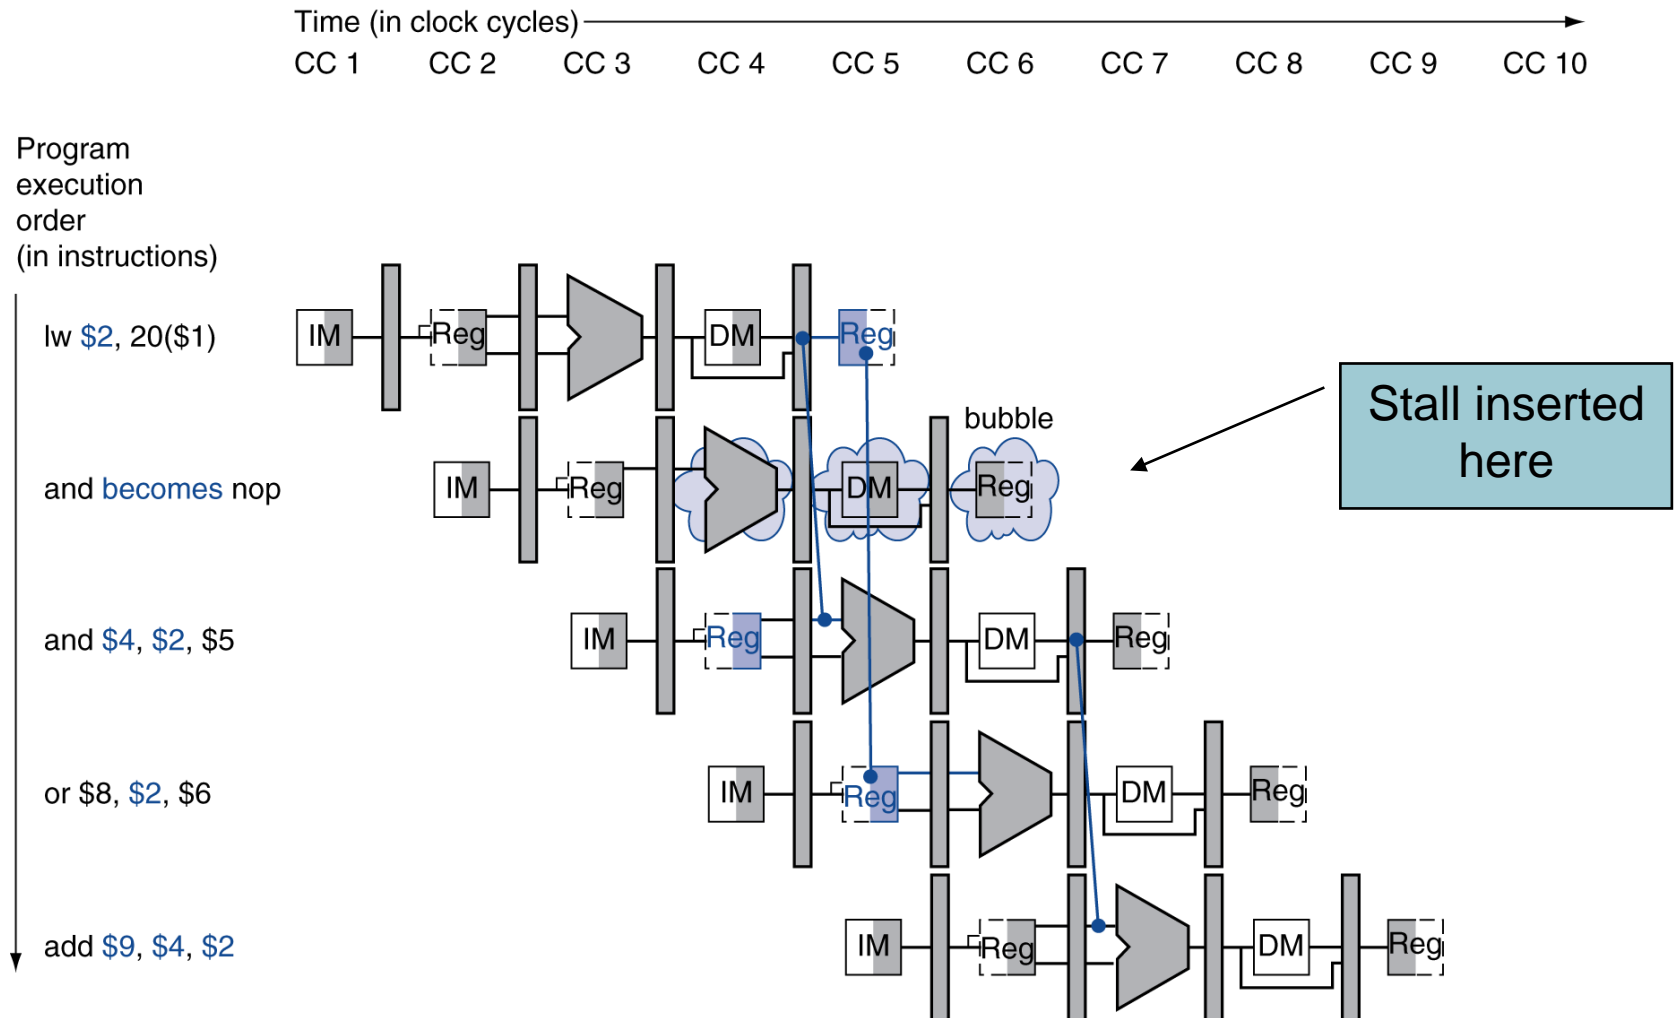 Time (in clock cycles)
CC 1 CC 2 CC 3 CC 4 CC 5 CC 6 CC 7 CC 8 CC 9 CC 10
Program
execution
order
(in instructions)
lw $2, 20($1)
IM Reg DM Reg
Stall inserted
here
bubble
and becomes nop
IM Reg DM Reg
and $4, $2, $5
IM Reg DM Reg
or $8, $2, $6
IM Reg DM Reg
add $9, $4, $2
IM Reg DM Reg